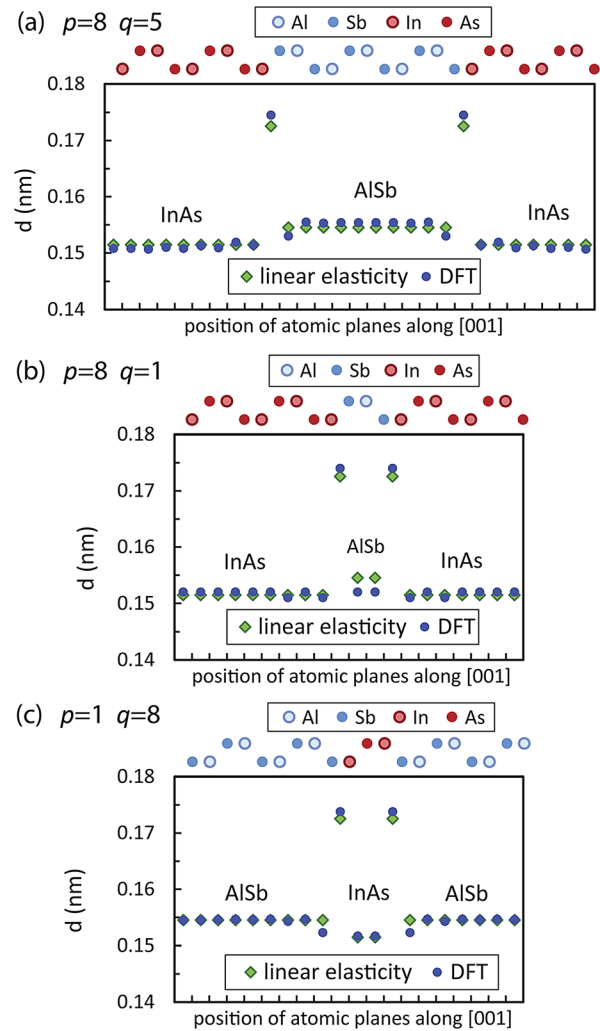 (a) p=8 q=5
Al Sb In As
0.18
0.17
0.16
0.15
0.14
d (nm)
AlSb
InAs
InAs
linear elasticity DFT
position of atomic planes along [001]
(b) p=8 q=1
Al Sb In As
0.18
0.17
0.16
0.15
0.14
d (nm)
AlSb
InAs
InAs
linear elasticity DFT
position of atomic planes along [001]
(c) p=1 q=8
Al Sb In As
0.18
0.17
0.16
0.15
0.14
d (nm)
AlSb InAs AlSb
linear elasticity DFT
position of atomic planes along [001]